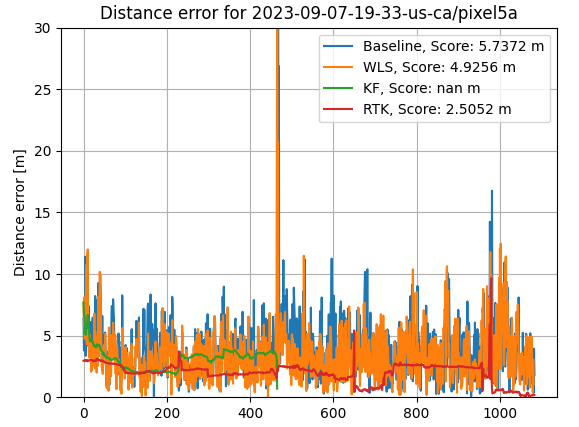 Distance error for 2023-09-07-19-33-us-ca/pixel5a
Distance error [m]
30
25
20
15
10
5
0
0 200 400 600 800 1000
Baseline, Score: 5.7372 m
WLS, Score: 4.9256 m
KF, Score: nan m
RTK, Score: 2.5052 m